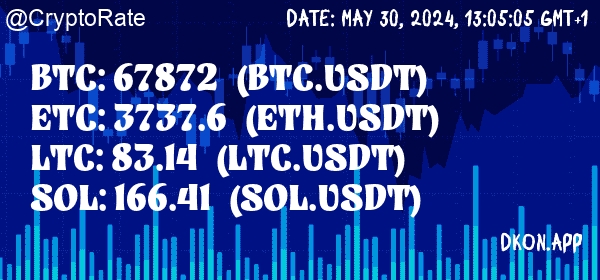 @CryptoRate
DATE: MAY 30, 2024, 13:05:05 GMT+1
BTC: 67872 (BTC.USDT)
ETC: 3737.6 (ETH.USDT)
LTC: 83.14 (LTC.USDT)
SOL: 166.41 (SOL.USDT)
DKON.APP